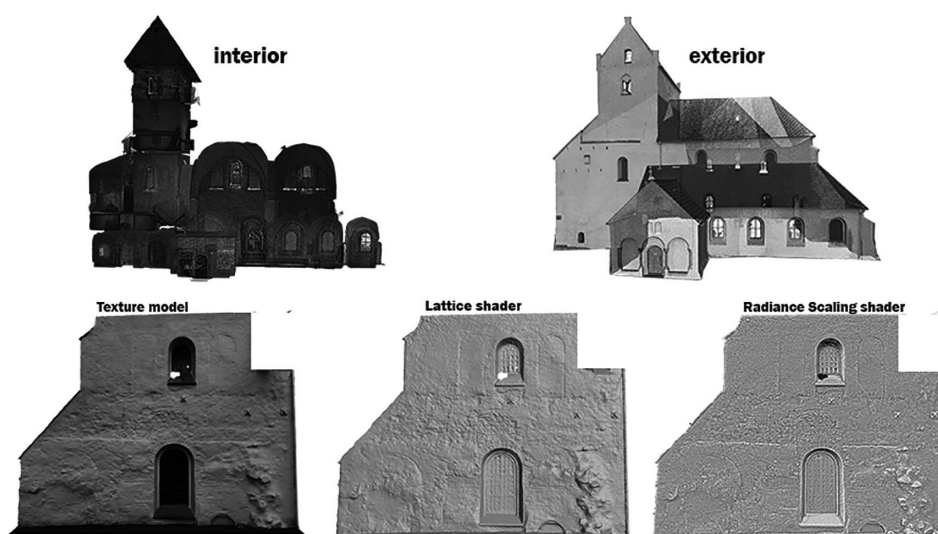 interior
exterior
Texture model
Lattice shader
Radiance Scaling shader